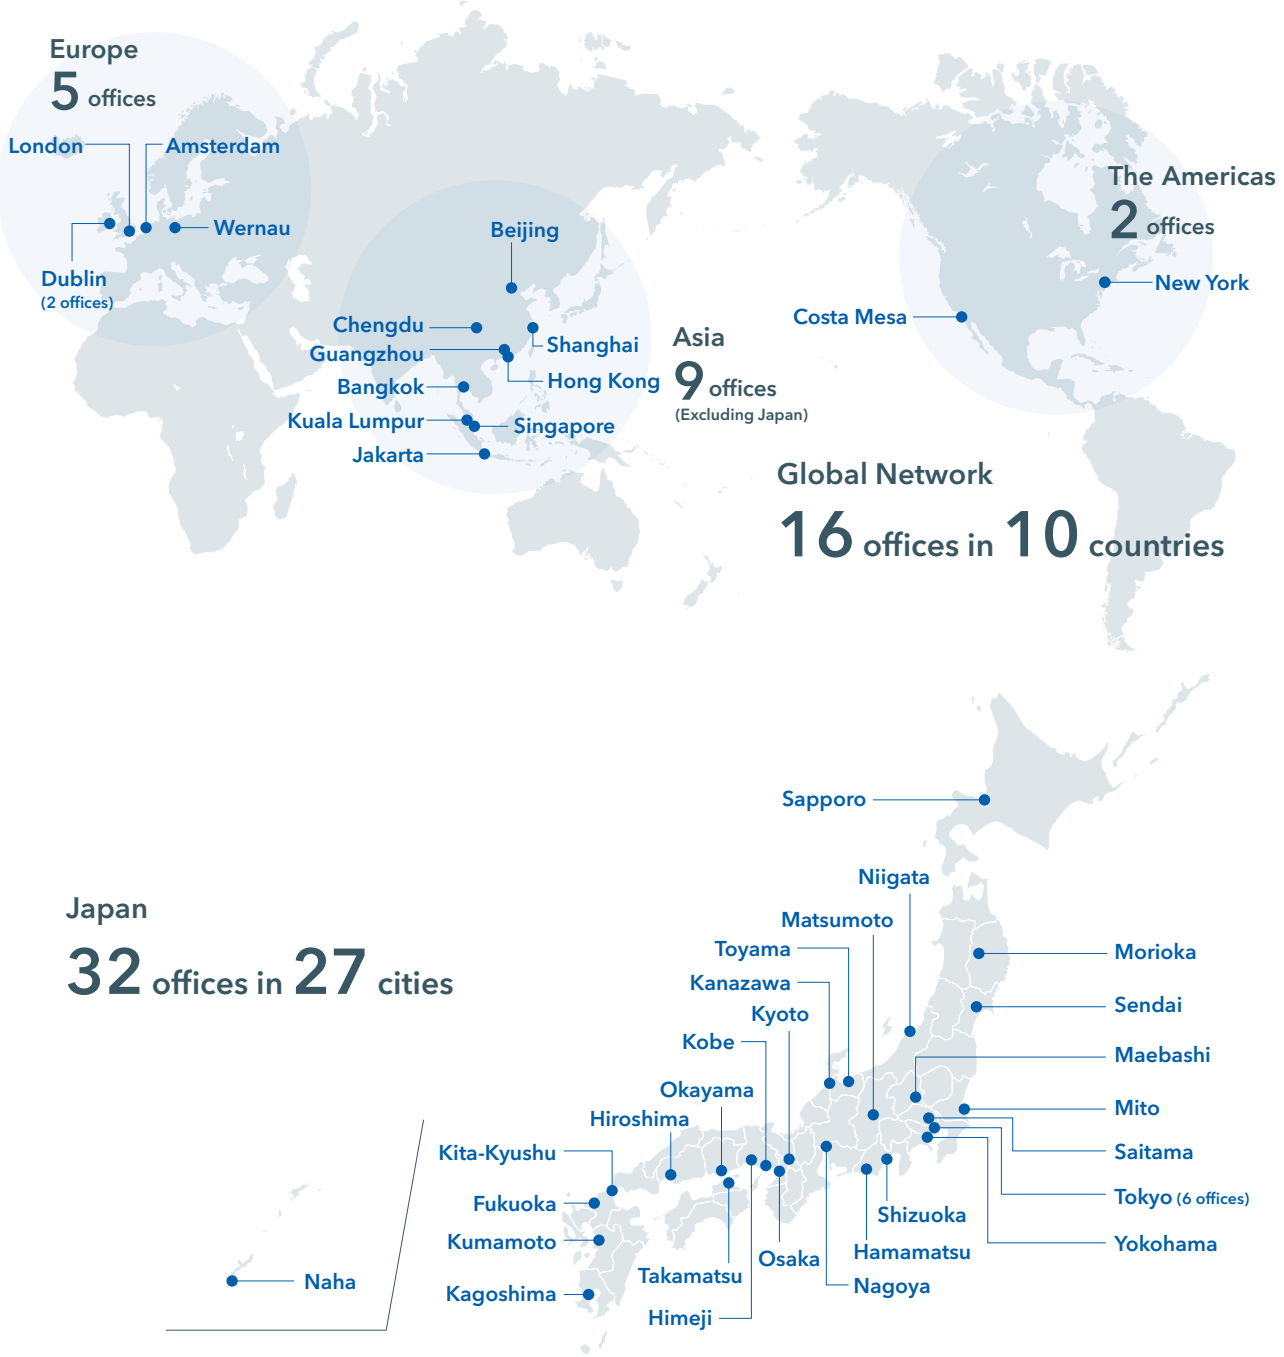 Europe
5 offices
London
Amsterdam
Wernau
Dublin
(2 offices)
Beijing
Chengdu
Shanghai
Guangzhou
Hong Kong
Bangkok
Kuala Lumpur
Singapore
Jakarta
Asia
9 offices
(Excluding Japan)
The Americas
2 offices
New York
Costa Mesa
Global Network
16 offices in 10 countries
Japan
32 offices in 27 cities
Sapporo
Niigata
Matsumoto
Toyama
Kanazawa
Kyoto
Kobe
Okayama
Hiroshima
Kita-Kyushu
Fukuoka
Kumamoto
Kagoshima
Naha
Morioka
Sendai
Maebashi
Mito
Saitama
Tokyo (6 offices)
Yokohama
Shizuoka
Hamamatsu
Nagoya
Osaka
Takamatsu
Himeji